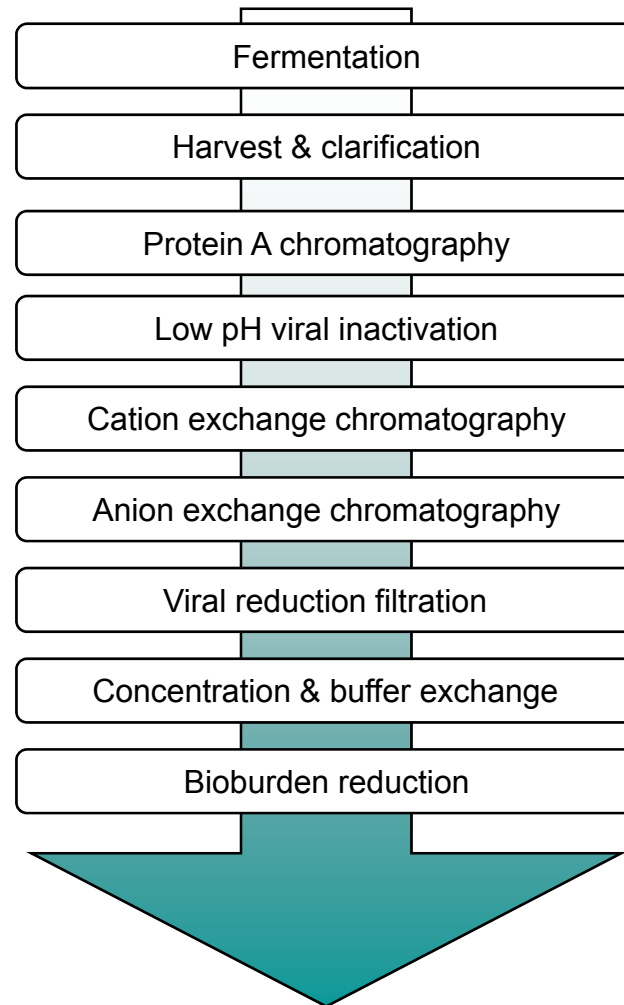 Fermentation
Harvest & clarification
Protein A chromatography
Low pH viral inactivation
Cation exchange chromatography
Anion exchange chromatography
Viral reduction filtration
Concentration & buffer exchange
Bioburden reduction